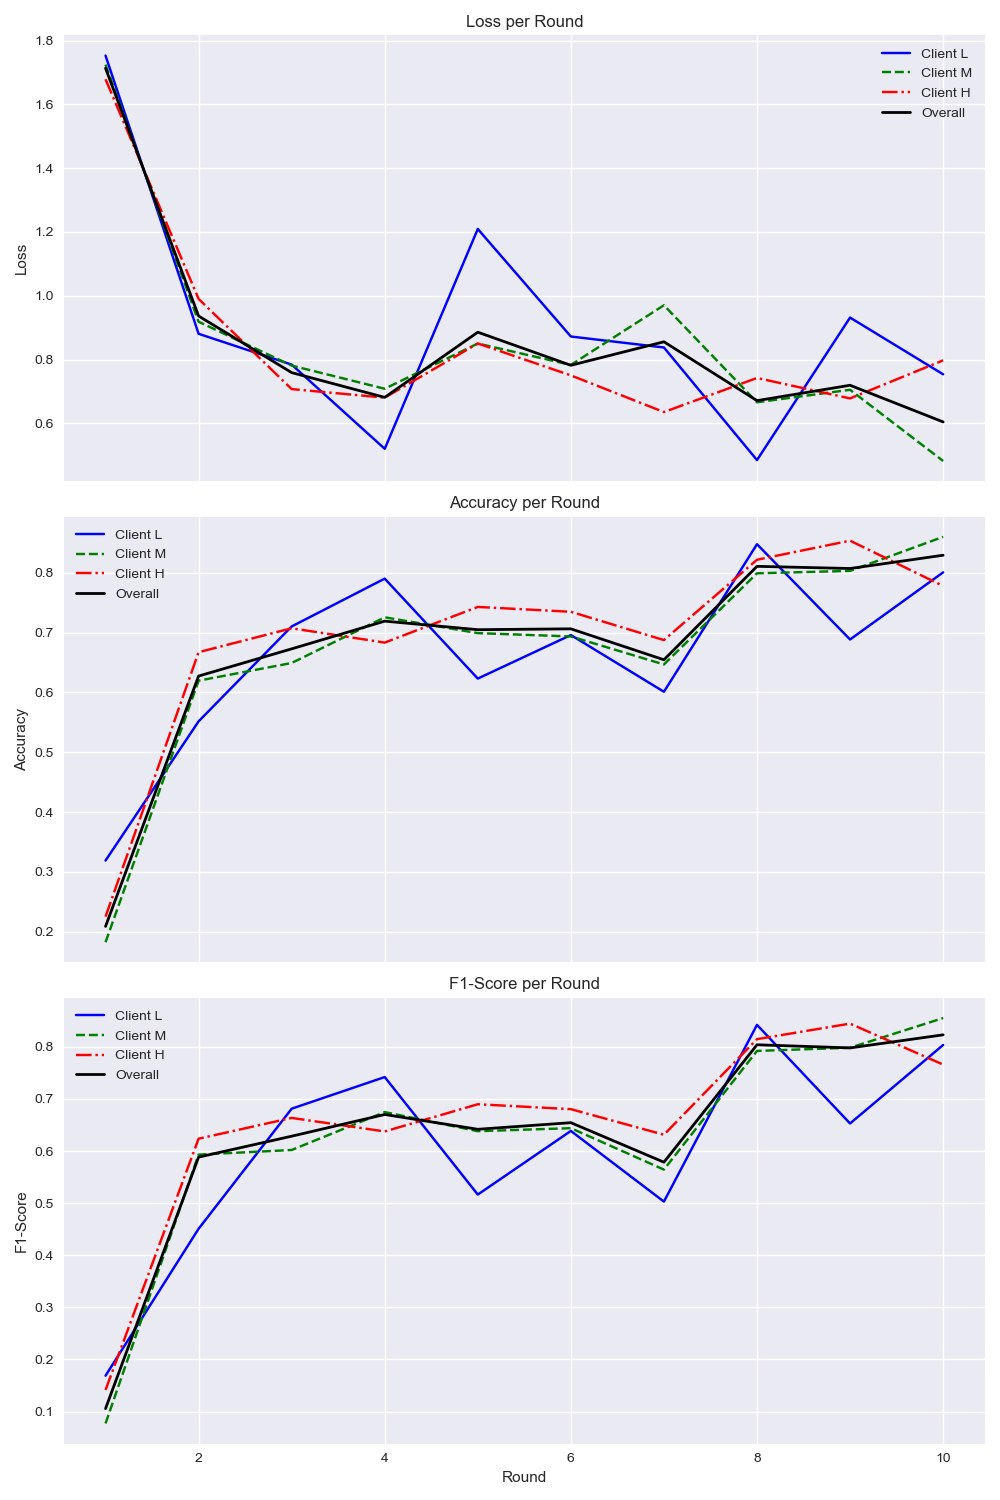 Loss per Round
1.8
1.6
1.4
1.2
1.0
0.8
0.6
Loss
Client L
Client M
Client H
Overall
Accuracy per Round
0.8
0.7
0.6
0.5
0.4
0.3
0.2
Accuracy
Client L
Client M
Client H
Overall
F1-Score per Round
0.8
0.7
0.6
0.5
0.4
0.3
0.2
0.1
F1-Score
Client L
Client M
Client H
Overall
2 4 6 8 10
Round